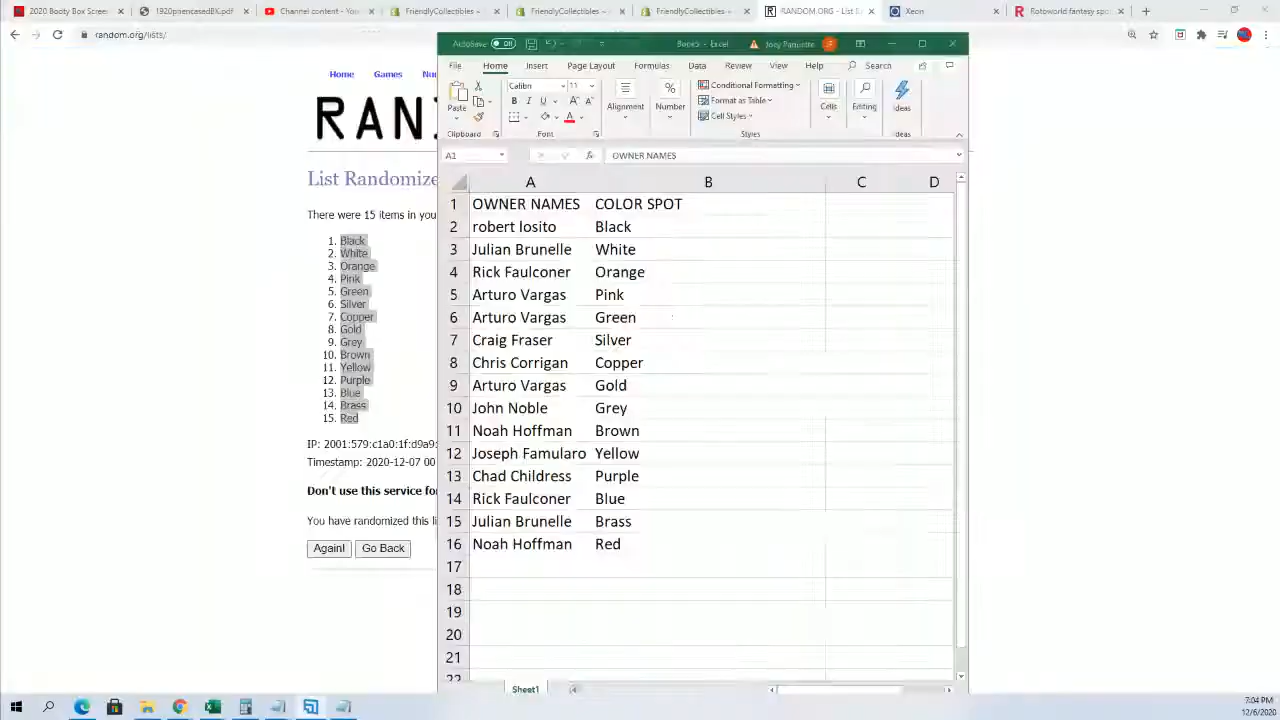 2020 Booty Box Screen
1920ppencasedBK.pdf
YouTube Channel content - You
FriendlyCollectibles -
FriendlyCollectibles -
FriendlyCollectibles -
RANDOM.ORG - List
Xeon
Rotoworld fantasy spo
random.org/lists/
AutoSave Off
Book5 - Excel
Joey Paquette
File Home Insert Page Layout Formulas Data Review View Help Search
Paste
Calibri 11
Alignment
Number
Conditional Formatting
Format as Table
Cell Styles
Cells
Editing
Ideas
Clipboard
Font
Styles
Ideas
A1
OWNER NAMES
Home Games
List Randomize
There were 15 items in you
1. Black
2. White
3. Orange
4. Pink
5. Green
6. Silver
7. Copper
8. Gold
9. Grey
10. Brown
11. Yellow
12. Purple
13. Blue
14. Brass
15. Red
IP: 2001:579:c1a0:1f:d9a9:
Timestamp: 2020-12-07 00
Don't use this service fo
You have randomized this li
Again! Go Back
A B C D
1 OWNER NAMES COLOR SPOT
2 robert losito Black
3 Julian Brunelle White
4 Rick Faulconer Orange
5 Arturo Vargas Pink
6 Arturo Vargas Green
7 Craig Fraser Silver
8 Chris Corrigan Copper
9 Arturo Vargas Gold
10 John Noble Grey
11 Noah Hoffman Brown
12 Joseph Famularo Yellow
13 Chad Childress Purple
14 Rick Faulconer Blue
15 Julian Brunelle Brass
16 Noah Hoffman Red
17
18
19
20
21
22
Sheet1
7:04 PM
12/6/2020